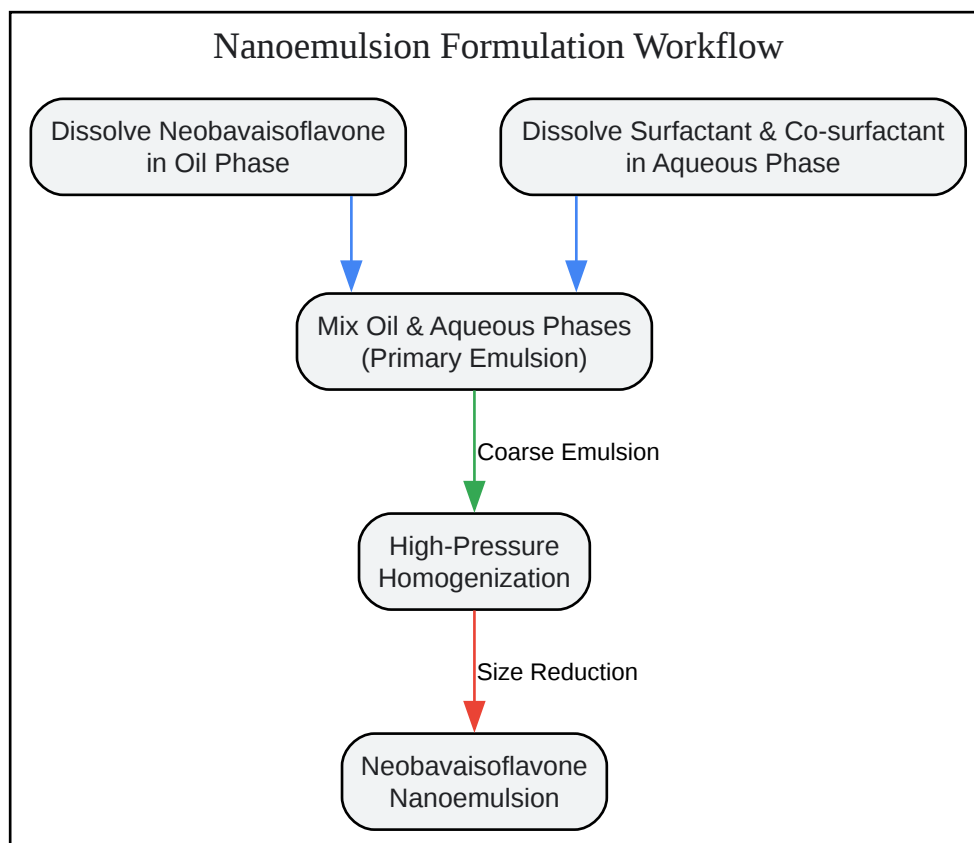 Nanoemulsion Formulation Workflow
Dissolve Neobavaisoflavone
in Oil Phase
Dissolve Surfactant & Co-surfactant
in Aqueous Phase
Mix Oil & Aqueous Phases
(Primary Emulsion)
Coarse Emulsion
High-Pressure
Homogenization
Size Reduction
Neobavaisoflavone
Nanoemulsion